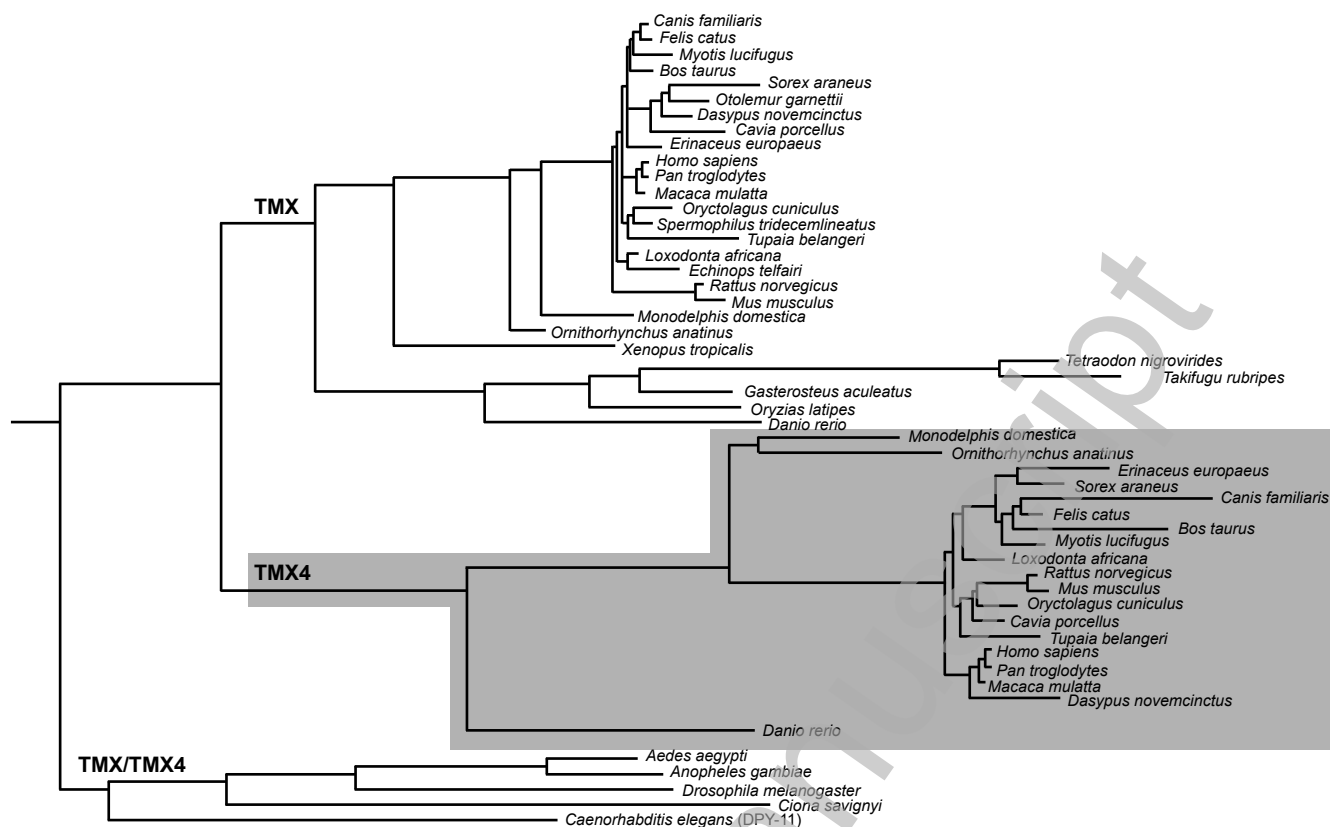 Canis familiaris
Felis catus
Myotis lucifugus
Bos taurus
Sorex araneus
Otolemur garnettii
Dasypus novemcinctus
Cavia porcellus
Erinaceus europaeus
Homo sapiens
Pan troglodytes
Macaca mulatta
TMX
Oryctolagus cuniculus
Spermophilus tridecemlineatus
Tupaia belangeri
Loxodonta africana
Echinops telfairi
Rattus norvegicus
Mus musculus
Monodelphis domestica
Ornithorhynchus anatinus
Xenopus tropicalis
Tetraodon nigrovirides
Takifugu rubripes
Gasterosteus aculeatus
Oryzias latipes
Danio rerio
Monodelphis domestica
Ornithorhynchus anatinus
Erinaceus europaeus
Sorex araneus
Canis familiaris
Felis catus
Bos taurus
Myotis lucifugus
Loxodonta africana
TMX4
Rattus norvegicus
Mus musculus
Oryctolagus cuniculus
Cavia porcellus
Tupaia belangeri
Homo sapiens
Pan troglodytes
Macaca mulatta
Dasypus novemcinctus
Danio rerio
TMX/TMX4
Aedes aegypti
Anopheles gambiae
Drosophila melanogaster
Ciona savignyi
Caenorhabditis elegans (DPY-11)
nuscript